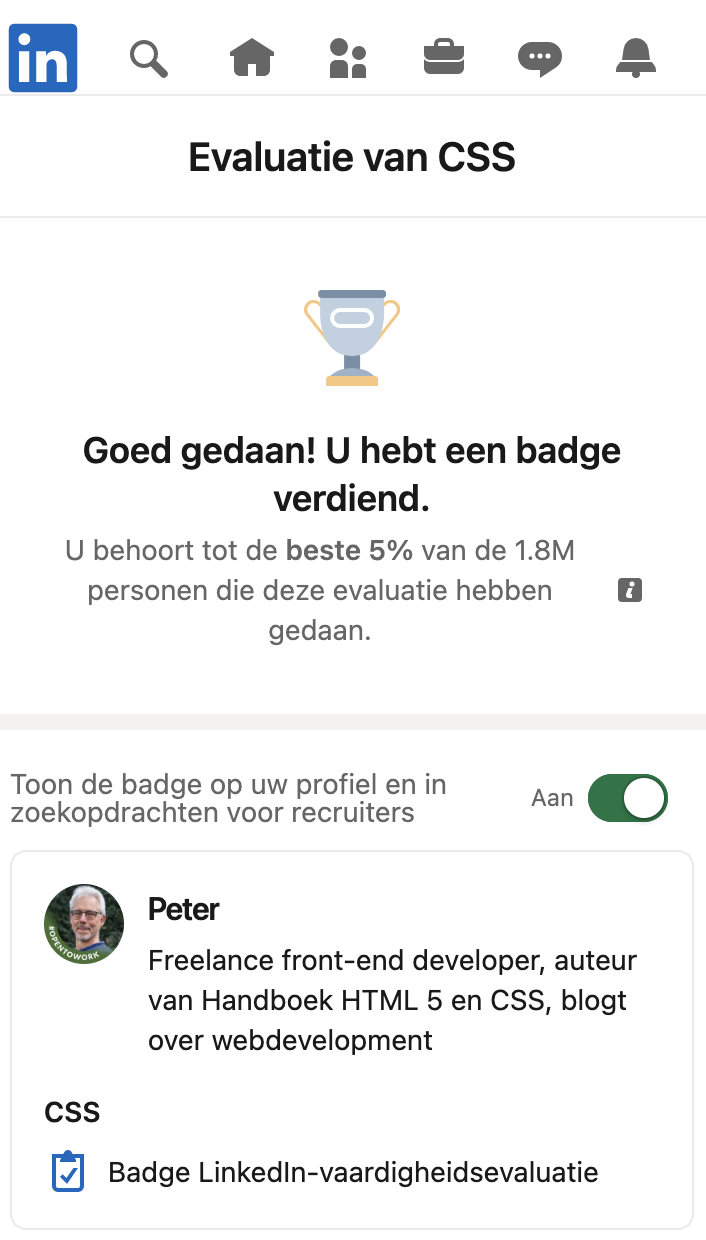 in
Evaluatie van CSS
Goed gedaan! U hebt een badge
verdiend.
U behoort tot de beste 5% van de 1.8M
personen die deze evaluatie hebben
gedaan.
i
Toon de badge op uw profiel en in
zoekopdrachten voor recruiters
Aan
Peter
#OPENTOWORK
Freelance front-end developer, auteur
van Handboek HTML 5 en CSS, blogt
over webdevelopment
CSS
Badge LinkedIn-vaardigheidsevaluatie